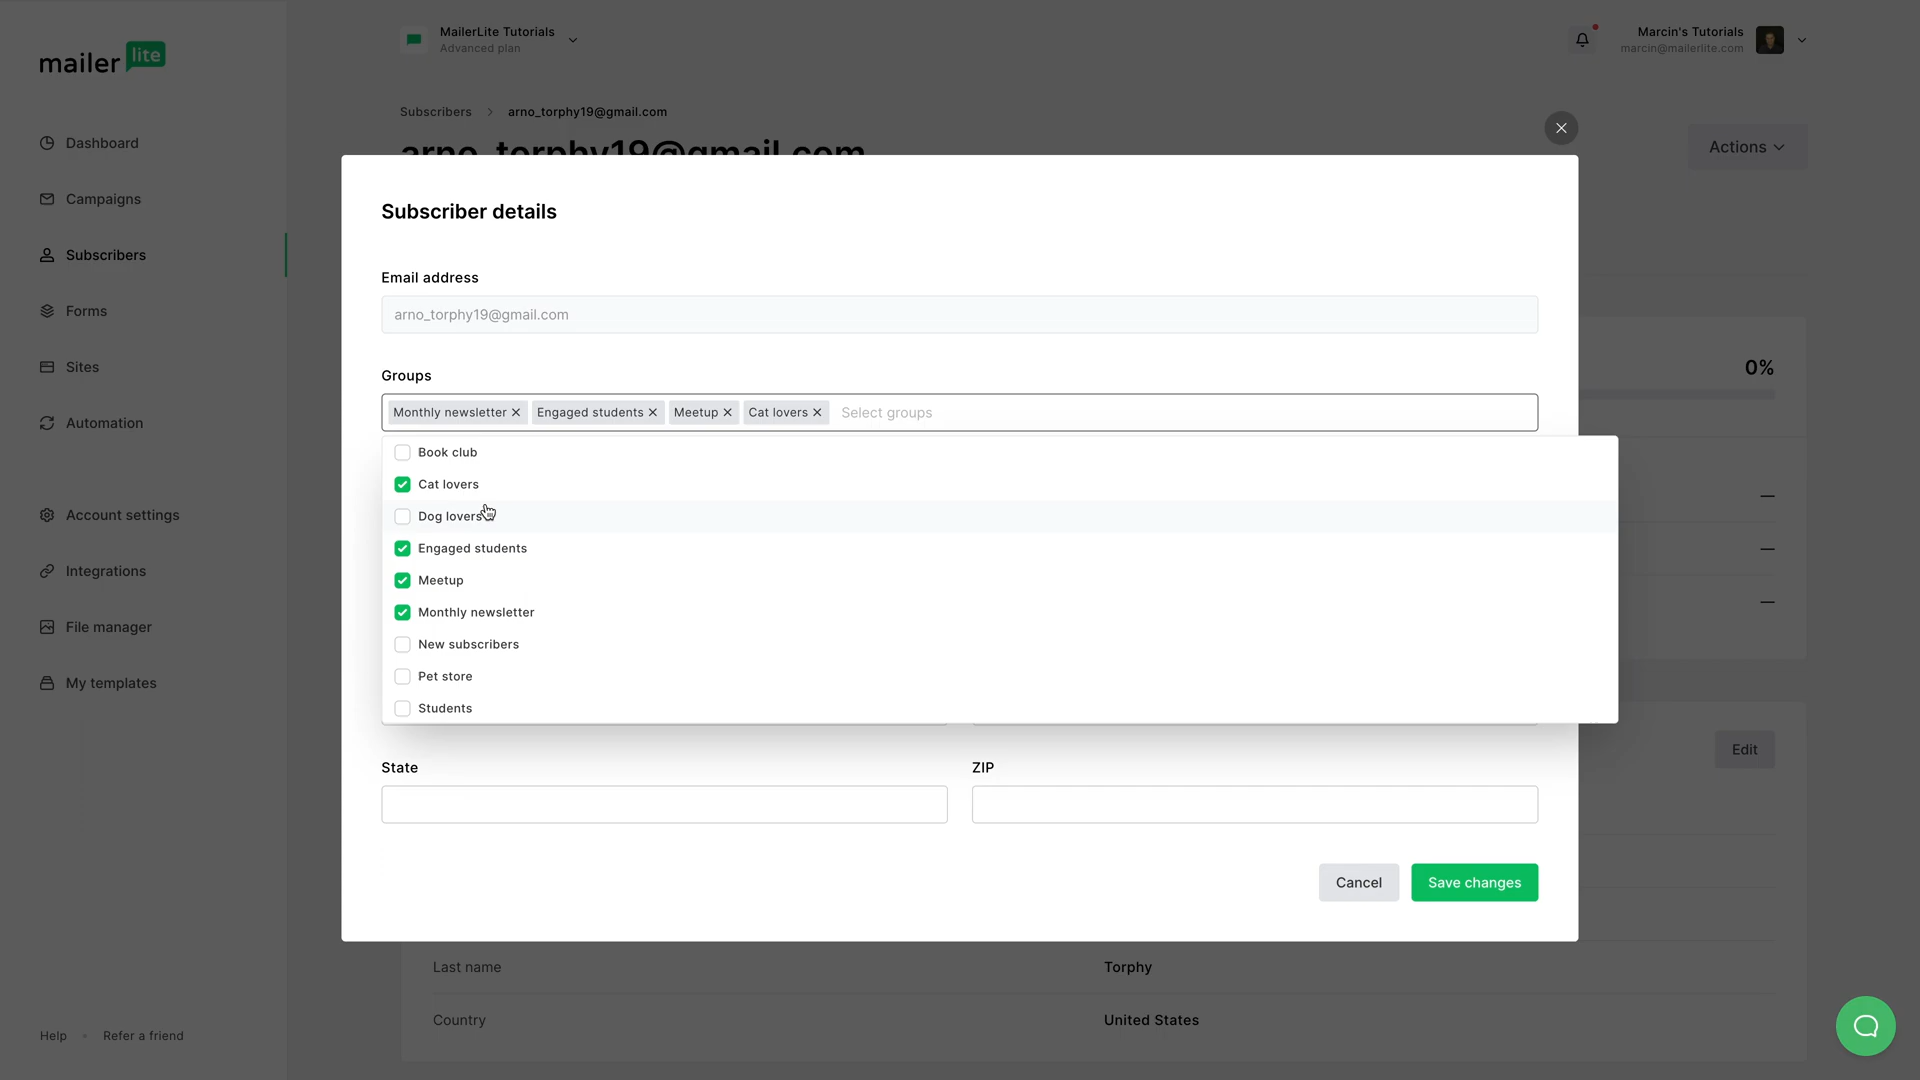 mailer lite
MailerLite Tutorials
Advanced plan
Marcin's Tutorials
marcin@mailerlite.com
Dashboard
Campaigns
Subscribers
Forms
Sites
Automation
Account settings
Integrations
File manager
My templates
Help
Refer a friend
Subscribers > arno_torphy19@gmail.com
arno_torphy19@gmail.com
Actions
Subscriber details
Email address
arno_torphy19@gmail.com
Groups
Monthly newsletter Engaged students Meetup Cat lovers Select groups
Book club
Cat lovers
Dog lovers
Engaged students
Meetup
Monthly newsletter
New subscribers
Pet store
Students
State ZIP
Cancel Save changes
0%
—
—
—
Edit
Last name Torphy
Country United States